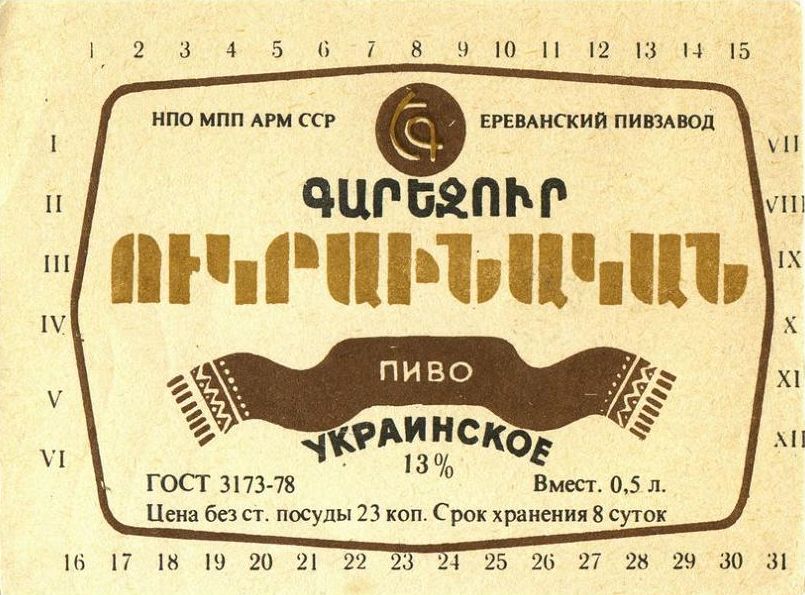 1 2 3 4 5 6 7 8 9 10 11 12 13 14 15
НПО МПП АРМ ССР
ЕРЕВАНСКИЙ ПИВЗАВОД
I
II
III
IV
V
VI
VII
VIII
IX
X
XI
XII
ԳԱՐԵՋՈՒՐ
ՈՒԿՐԱԻՆԱԿԱՆ
ПИВО
УКРАИНСКОЕ
13%
ГОСТ 3173-78
Вмест. 0,5 л.
Цена без ст. посуды 23 коп. Срок хранения 8 суток
16 17 18 19 20 21 22 23 24 25 26 27 28 29 30 31